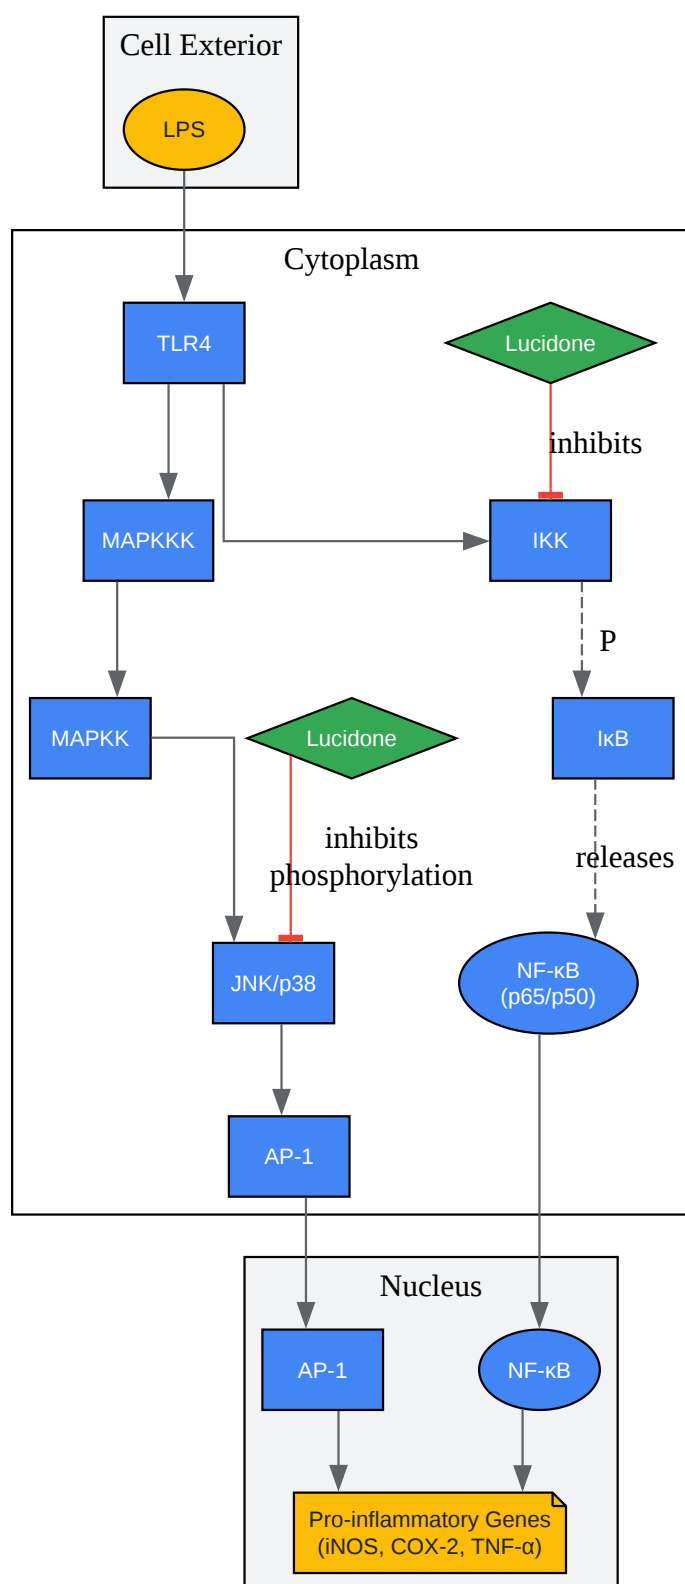 Cell Exterior
LPS
Cytoplasm
TLR4
Lucidone
inhibits
MAPKKK
IKK
P
MAPKK
Lucidone
IκB
inhibits
phosphorylation
releases
JNK/p38
NF-κB
(p65/p50)
AP-1
Nucleus
AP-1
NF-κB
Pro-inflammatory Genes
(iNOS, COX-2, TNF-α)